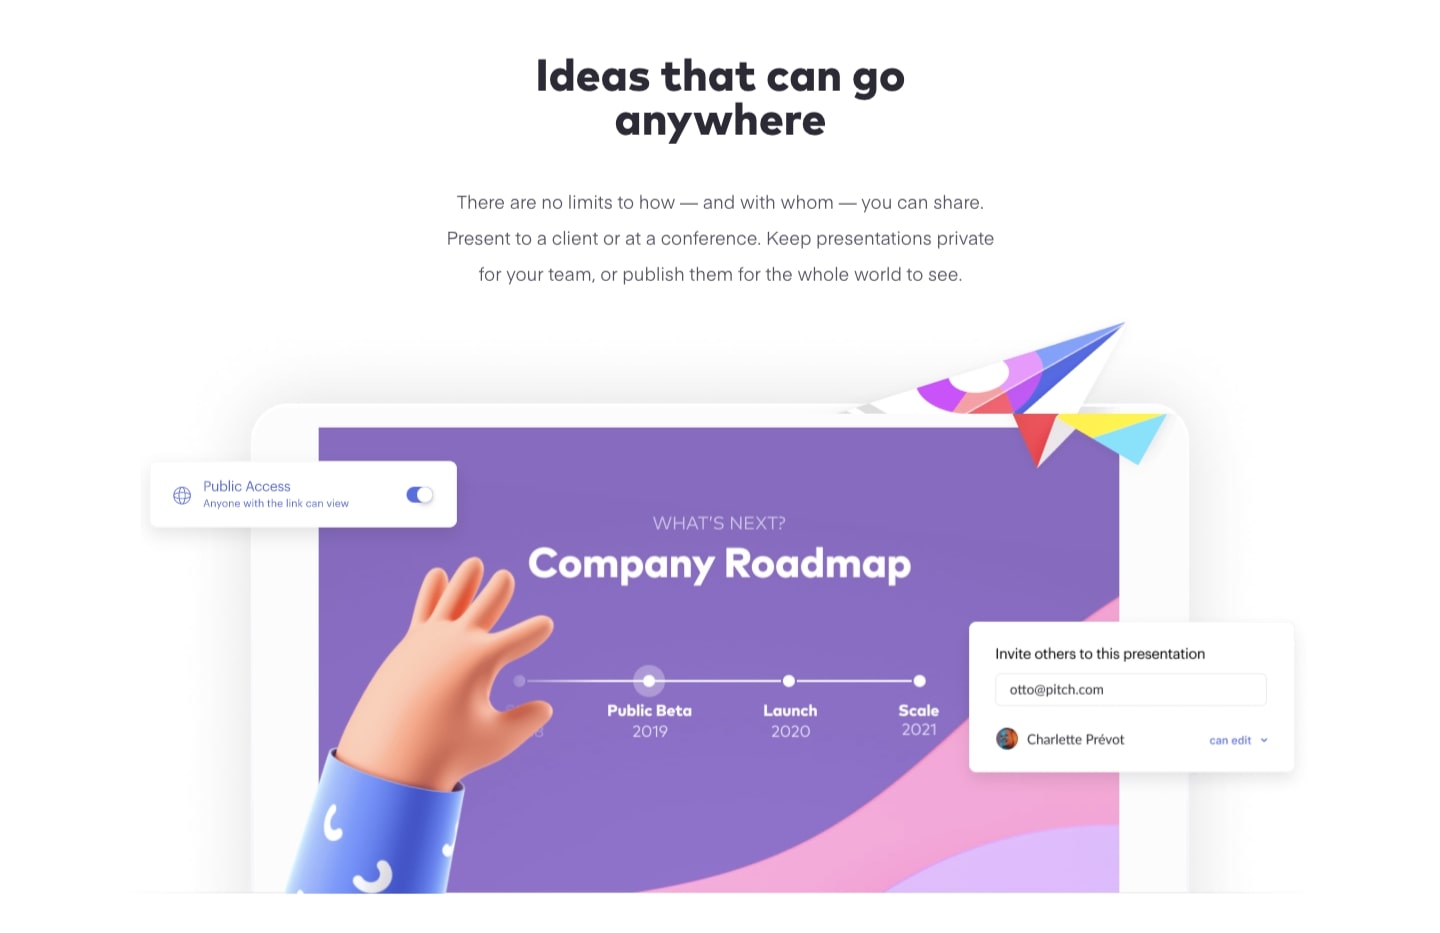 Ideas that can go
anywhere
There are no limits to how — and with whom — you can share.
Present to a client or at a conference. Keep presentations private
for your team, or publish them for the whole world to see.
Public Access
Anyone with the link can view
WHAT'S NEXT?
Company Roadmap
Public Beta
2019
Launch
2020
Scale
2021
Invite others to this presentation
otto@pitch.com
Charlette Prévot
can edit